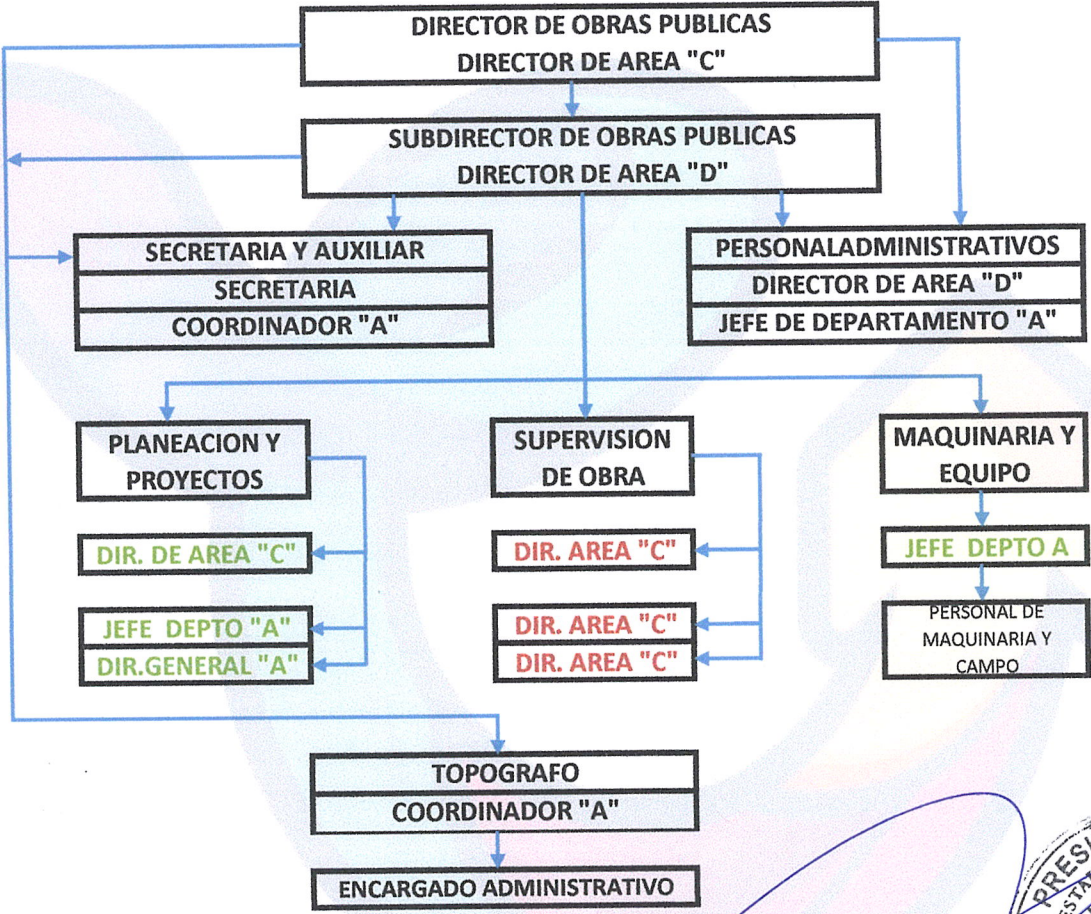 DIRECTOR DE OBRAS PUBLICAS
DIRECTOR DE AREA "C"
SUBDIRECTOR DE OBRAS PUBLICAS
DIRECTOR DE AREA "D"
SECRETARIA Y AUXILIAR
SECRETARIA
COORDINADOR "A"
PERSONALADMINISTRATIVOS
DIRECTOR DE AREA "D"
JEFE DE DEPARTAMENTO "A"
PLANEACION Y
PROYECTOS
DIR. DE AREA "C"
JEFE DEPTO "A"
DIR.GENERAL "A"
SUPERVISION
DE OBRA
DIR. AREA "C"
DIR. AREA "C"
DIR. AREA "C"
MAQUINARIA Y
EQUIPO
JEFE DEPTO A
PERSONAL DE
MAQUINARIA Y
CAMPO
TOPOGRAFO
COORDINADOR "A"
ENCARGADO ADMINISTRATIVO